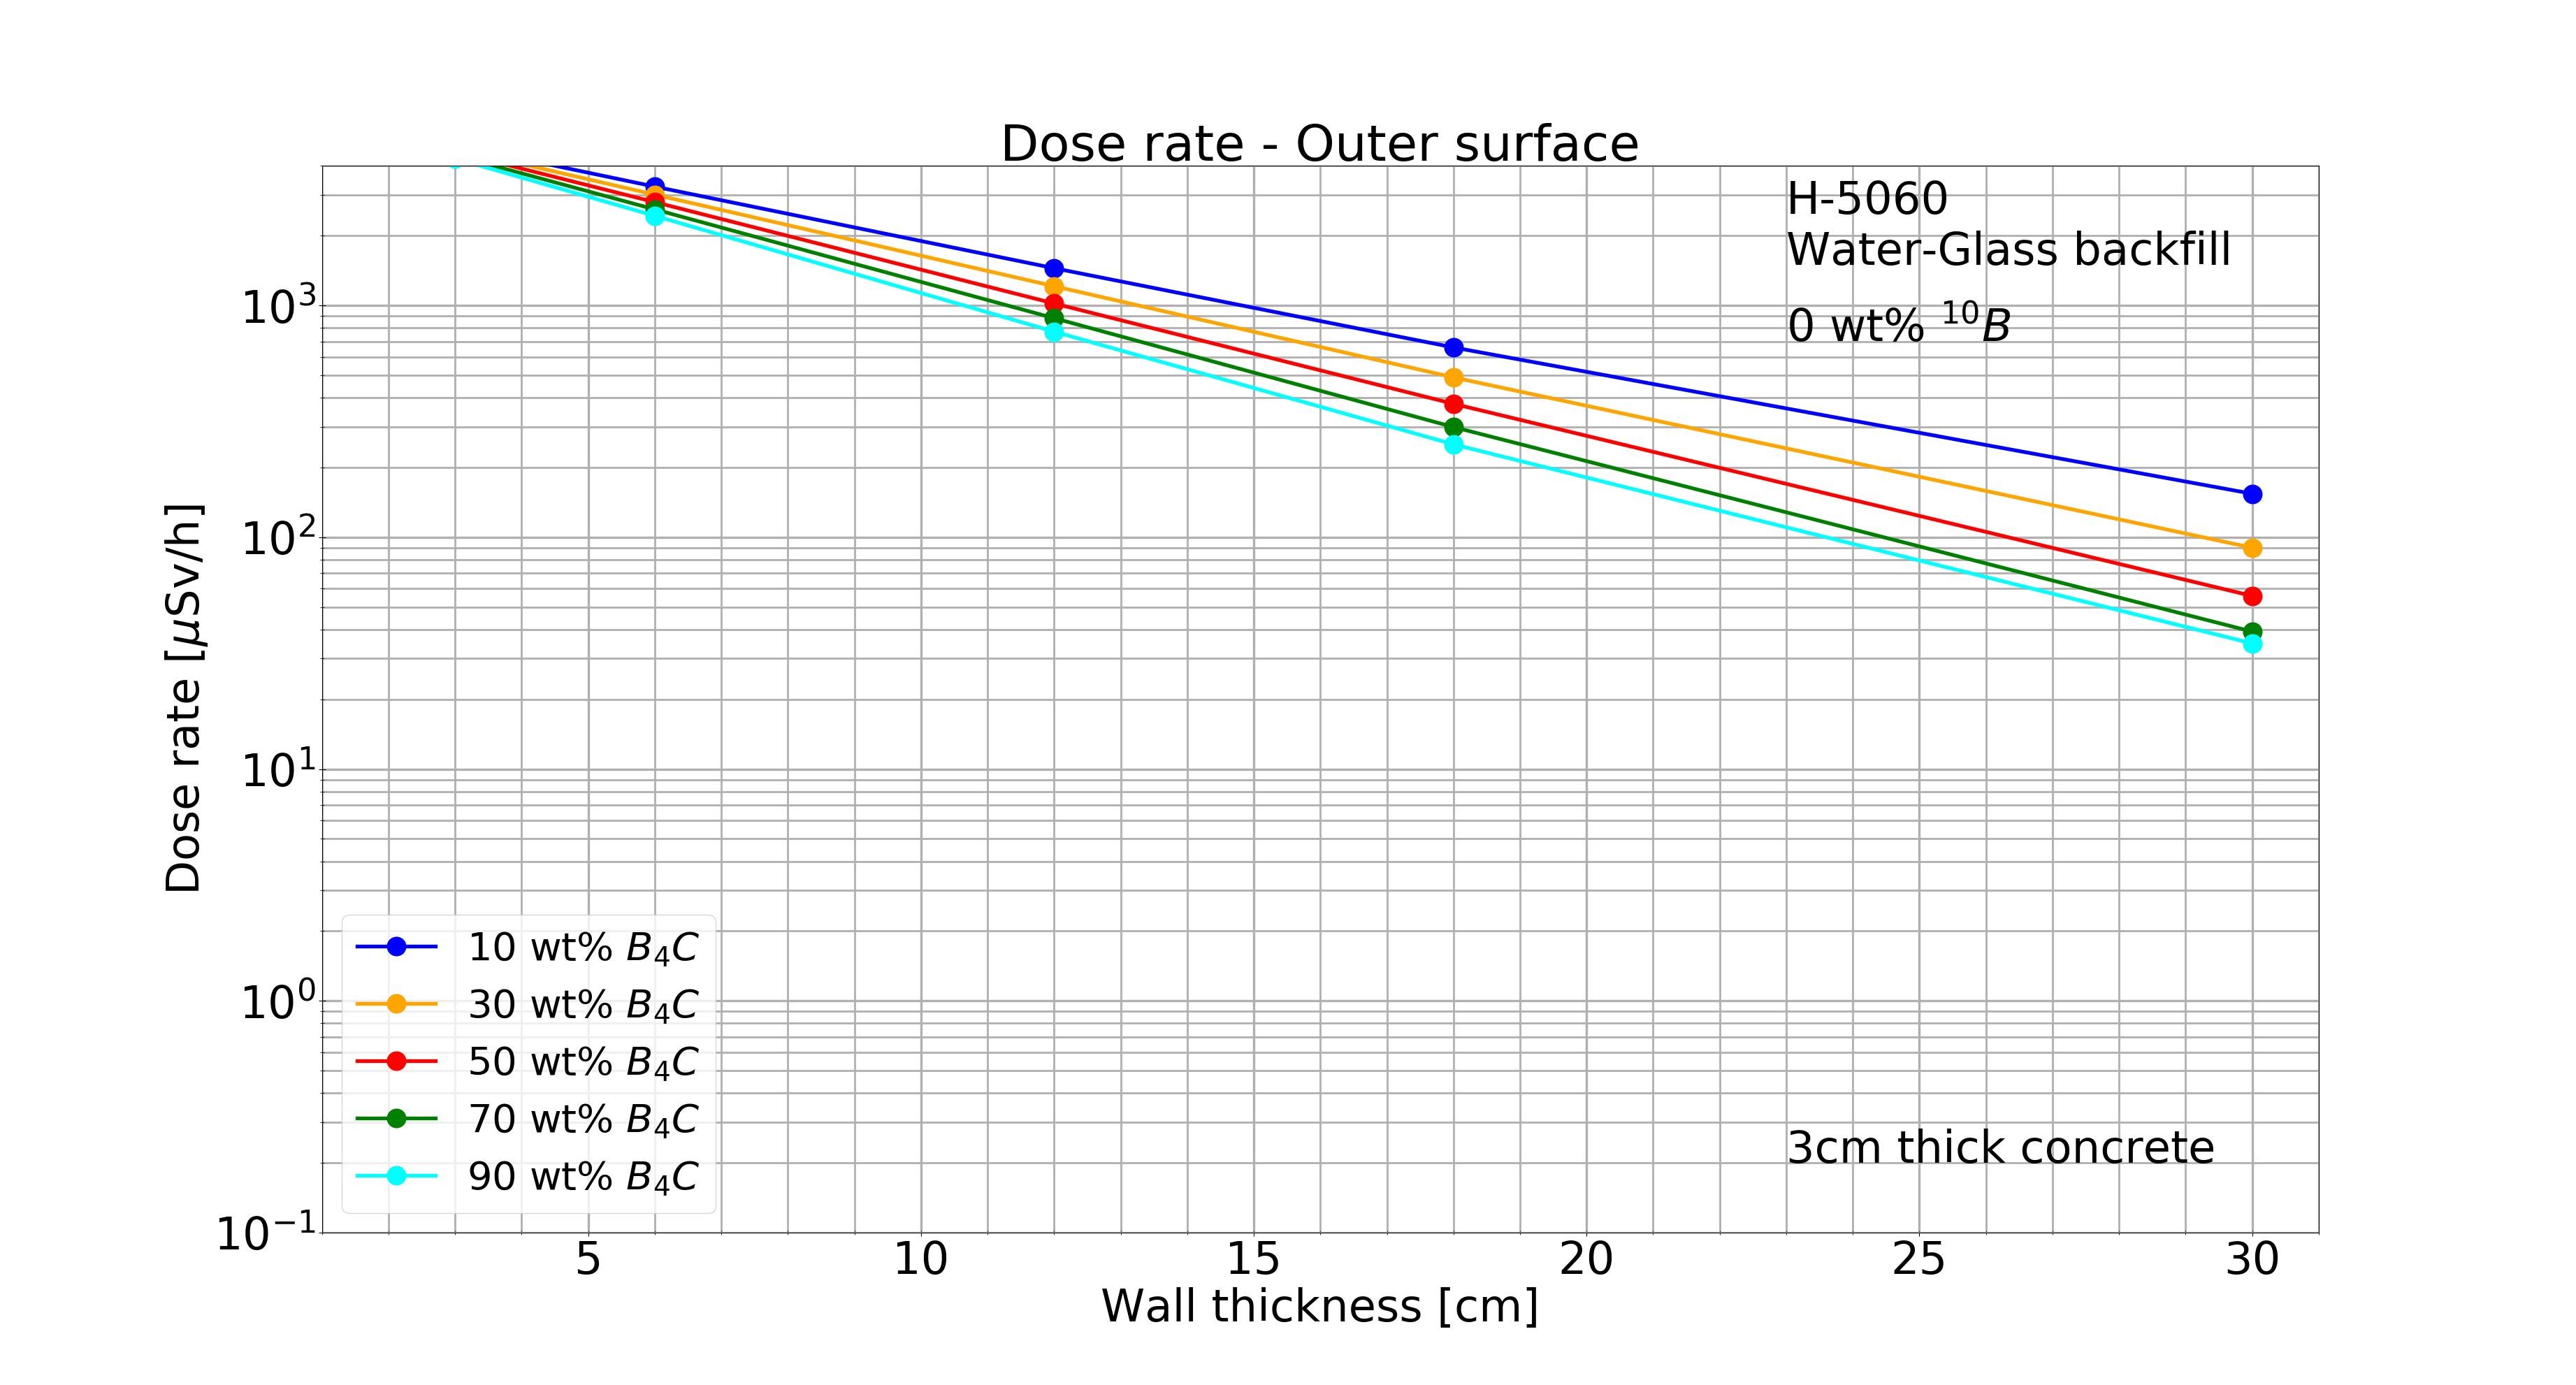 Dose rate - Outer surface
H-5060
Water-Glass backfill
0 wt% ¹⁰B
10³
10²
10¹
10⁰
10⁻¹
Dose rate [μSv/h]
10 wt% B₄C
30 wt% B₄C
50 wt% B₄C
70 wt% B₄C
90 wt% B₄C
3cm thick concrete
5 10 15 20 25 30
Wall thickness [cm]